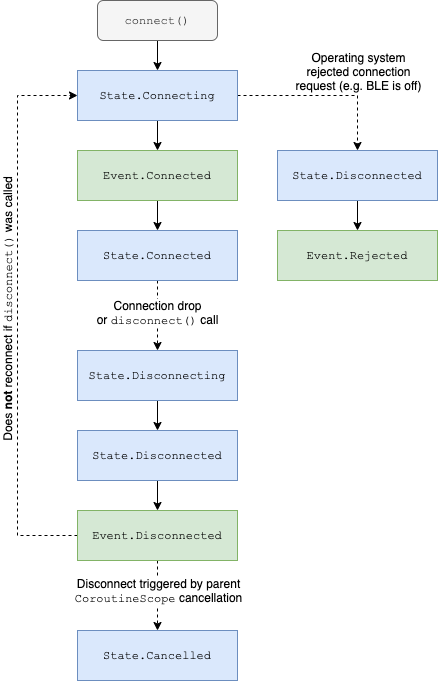 connect()
Operating system
rejected connection
request (e.g. BLE is off)
State.Connecting
Event.Connected
State.Disconnected
State.Connected
Event.Rejected
Connection drop
or disconnect() call
Does not reconnect if disconnect() was called
State.Disconnecting
State.Disconnected
Event.Disconnected
Disconnect triggered by parent
CoroutineScope cancellation
State.Cancelled